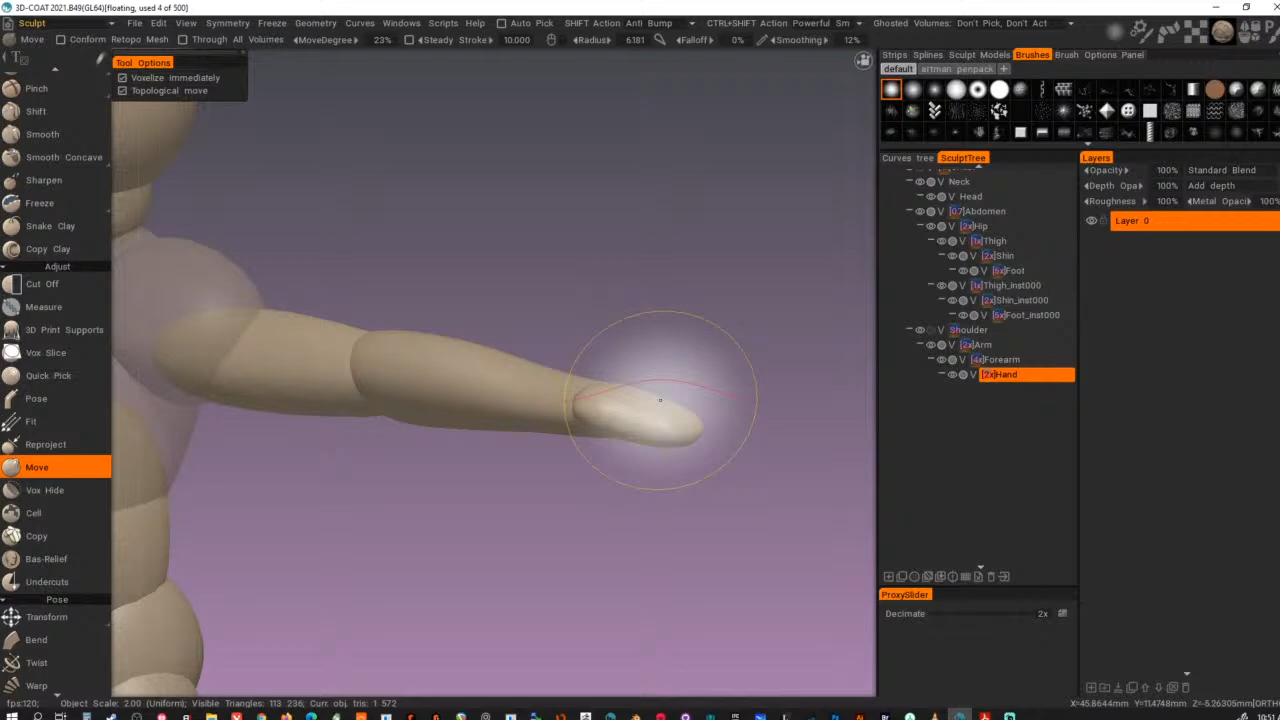 3D-COAT 2021.B49(GL64)[floating, used 4 of 500]
Sculpt File Edit View Symmetry Freeze Geometry Curves Windows Scripts Help Auto Pick SHIFT Action Anti Bump CTRL+SHIFT Action Powerful Sm Ghosted Volumes: Don't Pick, Don't Act
Move Conform Retopo Mesh Through All Volumes MoveDegree 23% Steady Stroke 10.000 Radius 6.181 Falloff 0% Smoothing 12%
Tool Options
Voxelize immediately
Topological move
Pinch
Shift
Smooth
Smooth Concave
Sharpen
Freeze
Snake Clay
Copy Clay
Adjust
Cut Off
Measure
3D Print Supports
Vox Slice
Quick Pick
Pose
Fit
Reproject
Move
Vox Hide
Cell
Copy
Bas-Relief
Undercuts
Pose
Transform
Bend
Twist
Warp
Strips Splines Sculpt Models Brushes Brush Options Panel
default artman penpack +
Curves tree SculptTree
V Neck
V Head
V [0.7]Abdomen
V [2x]Hip
V [1x]Thigh
V [2x]Shin
V [5x]Foot
V [1x]Thigh_inst000
V [2x]Shin_inst000
V [5x]Foot_inst000
Shoulder
V [2x]Arm
V [4x]Forearm
V [2x]Hand
Layers
Opacity 100% Standard Blend
Depth Opa 100% Add depth
Roughness 100% Metal Opaci 100%
Layer 0
ProxySlider
Decimate 2x
fps:120; Object Scale: 2.00 (Uniform); Visible Triangles: 113 236; Curr. obj. tris: 1 572
X=45.8644mm Y=11.4748mm Z=-5.26305mm[ORTH